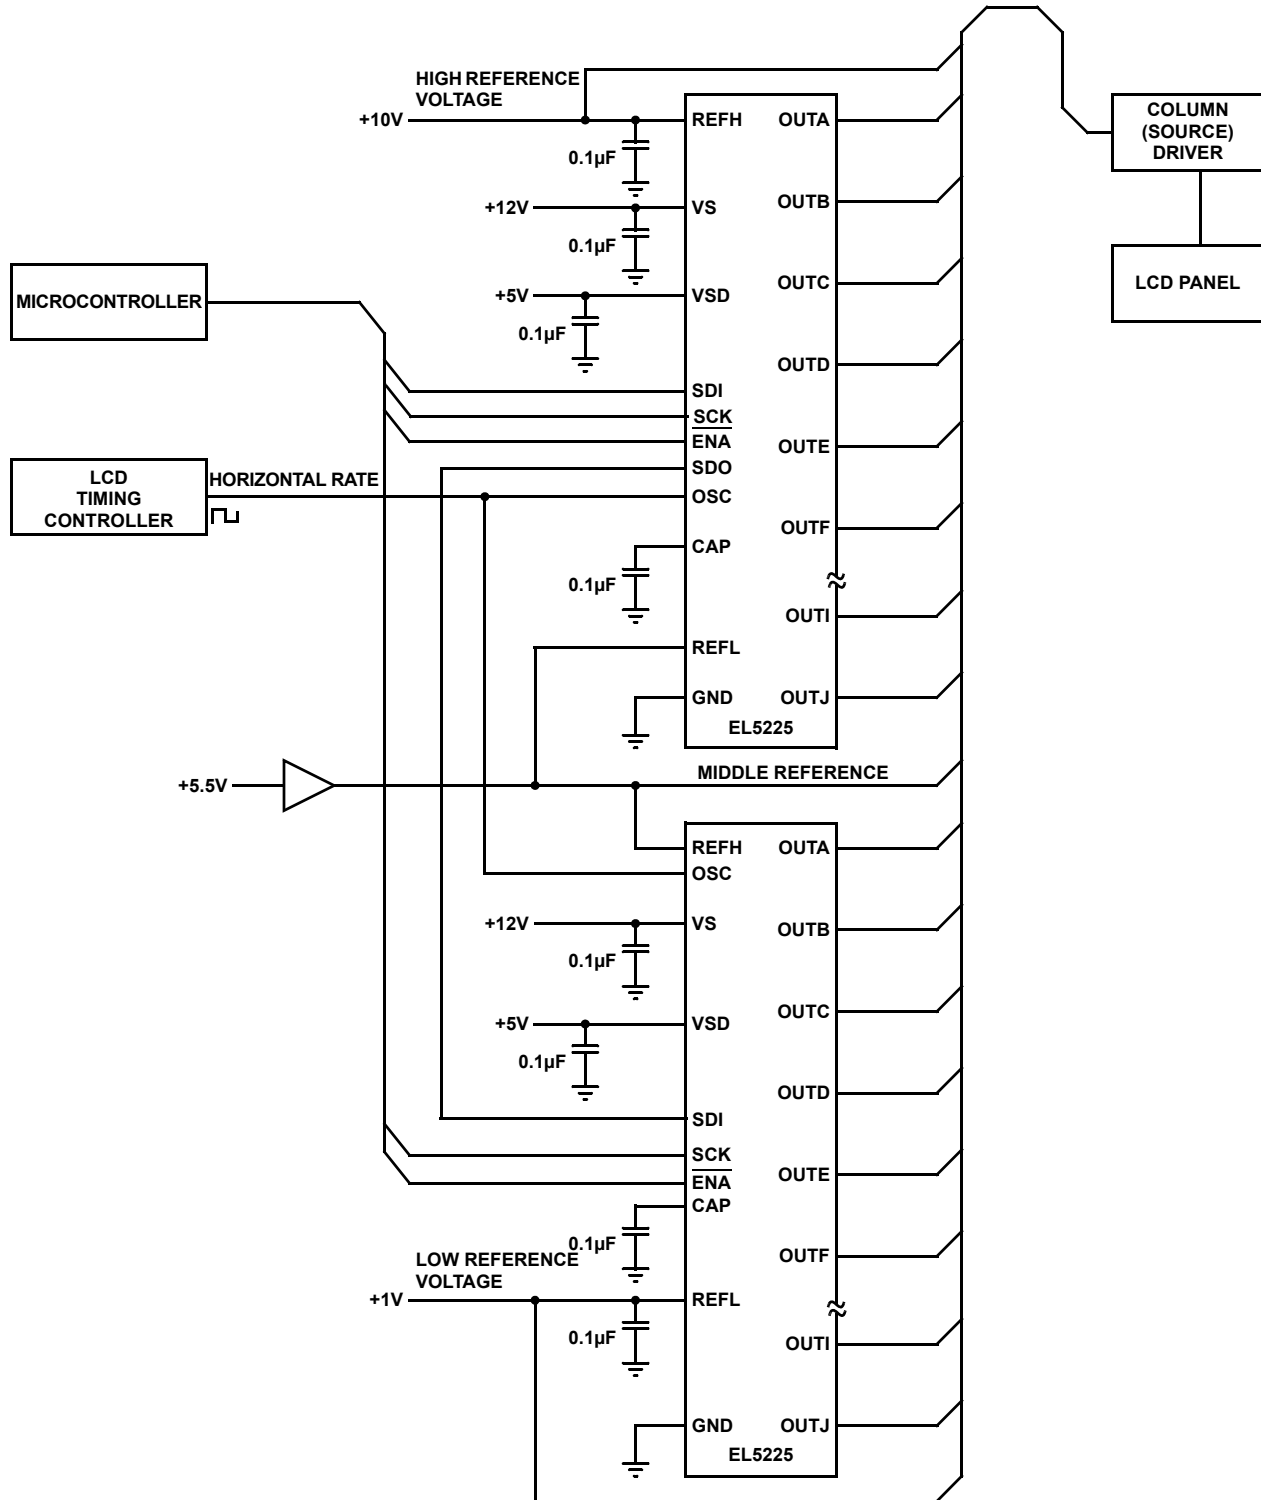 HIGH REFERENCE
VOLTAGE
+10V
REFH
OUTA
0.1µF
+12V
VS
OUTB
0.1µF
+5V
VSD
OUTC
0.1µF
OUTD
COLUMN
(SOURCE)
DRIVER
LCD PANEL
MICROCONTROLLER
SDI
SCK
ENA
SDO
OSC
OUTE
LCD
TIMING
CONTROLLER
HORIZONTAL RATE
OUTF
CAP
0.1µF
OUTI
REFL
GND
OUTJ
EL5225
+5.5V
MIDDLE REFERENCE
REFH
OUTA
OSC
+12V
VS
OUTB
0.1µF
OUTC
+5V
VSD
0.1µF
OUTD
SDI
SCK
ENA
OUTE
CAP
0.1µF
OUTF
LOW REFERENCE
VOLTAGE
+1V
REFL
0.1µF
OUTI
GND
OUTJ
EL5225